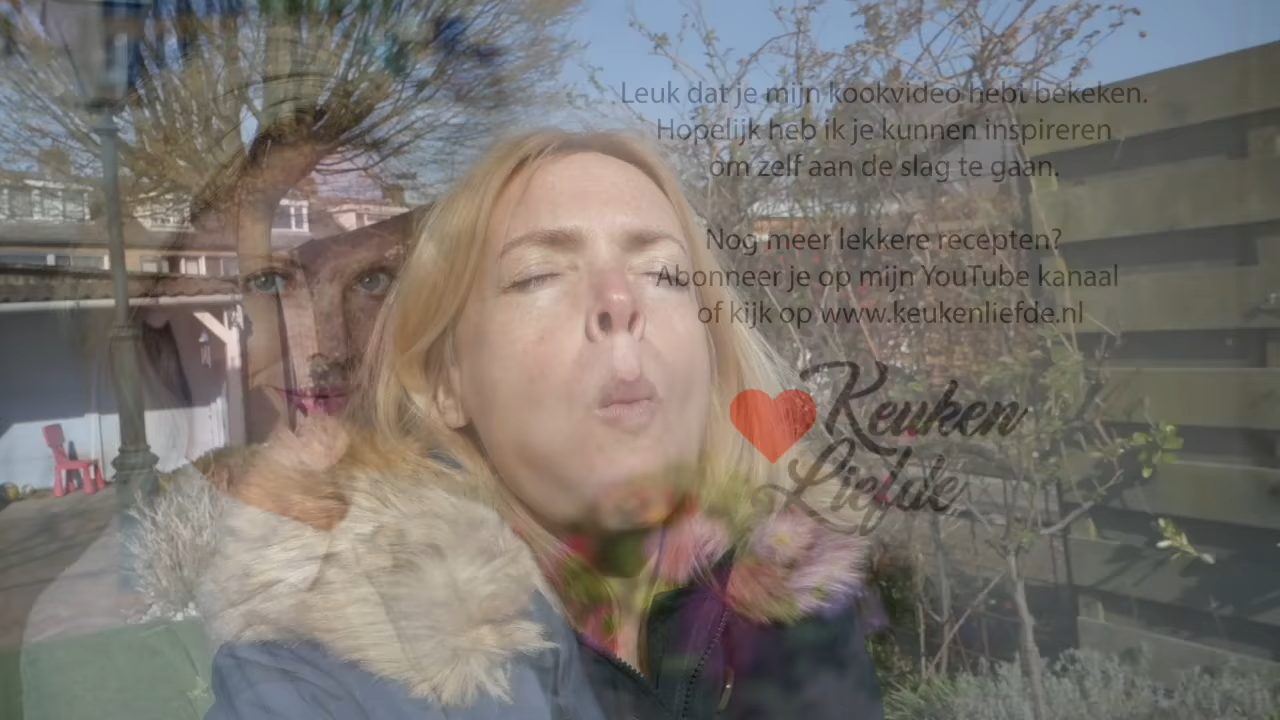 Leuk dat je mijn kookvideo hebt bekeken.
Hopelijk heb ik je kunnen inspireren
om zelf aan de slag te gaan.
Nog meer lekkere recepten?
Abonneer je op mijn YouTube kanaal
of kijk op www.keukenliefde.nl
Keuken
Liefde